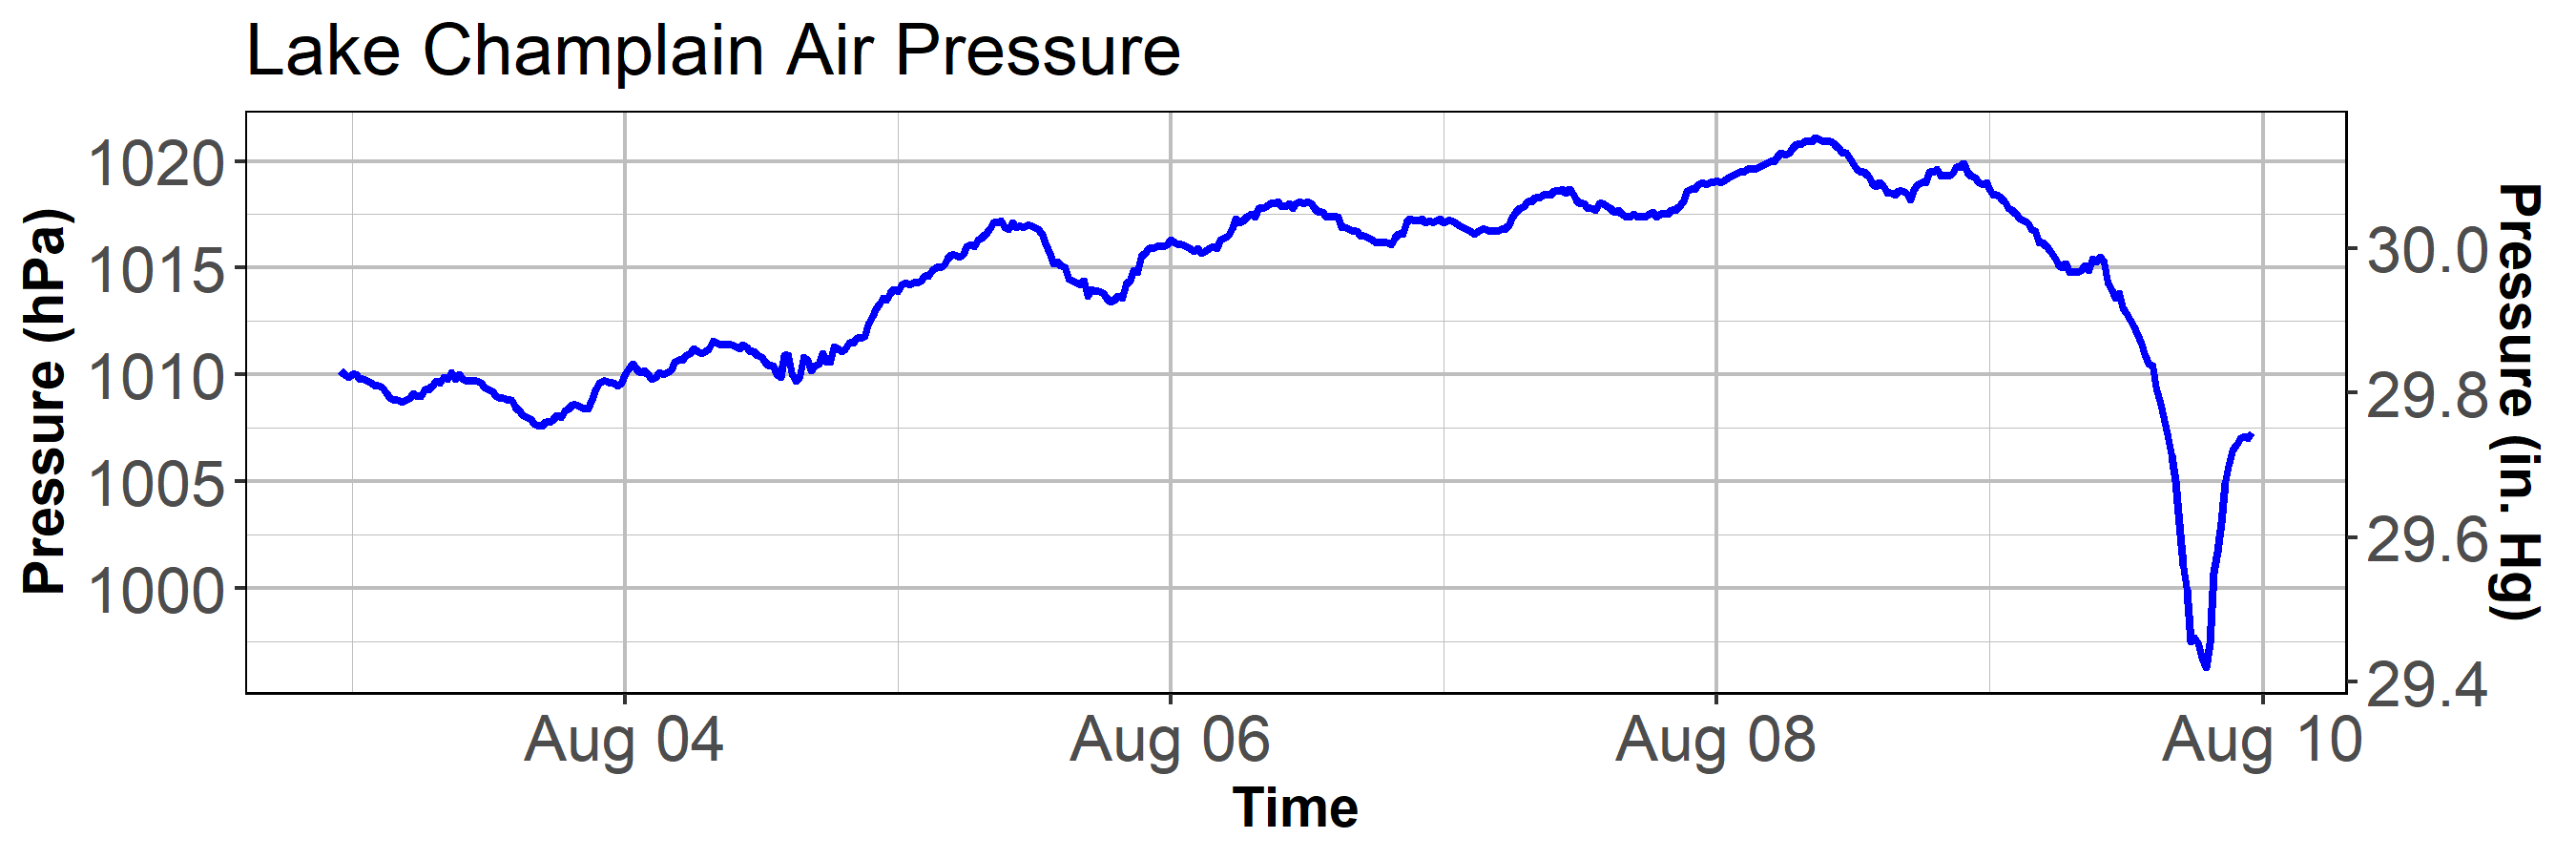 Lake Champlain Air Pressure
Pressure (hPa)
1020
1015
1010
1005
1000
30.0
29.8
29.6
29.4
Pressure (in. Hg)
Aug 04
Aug 06
Aug 08
Aug 10
Time